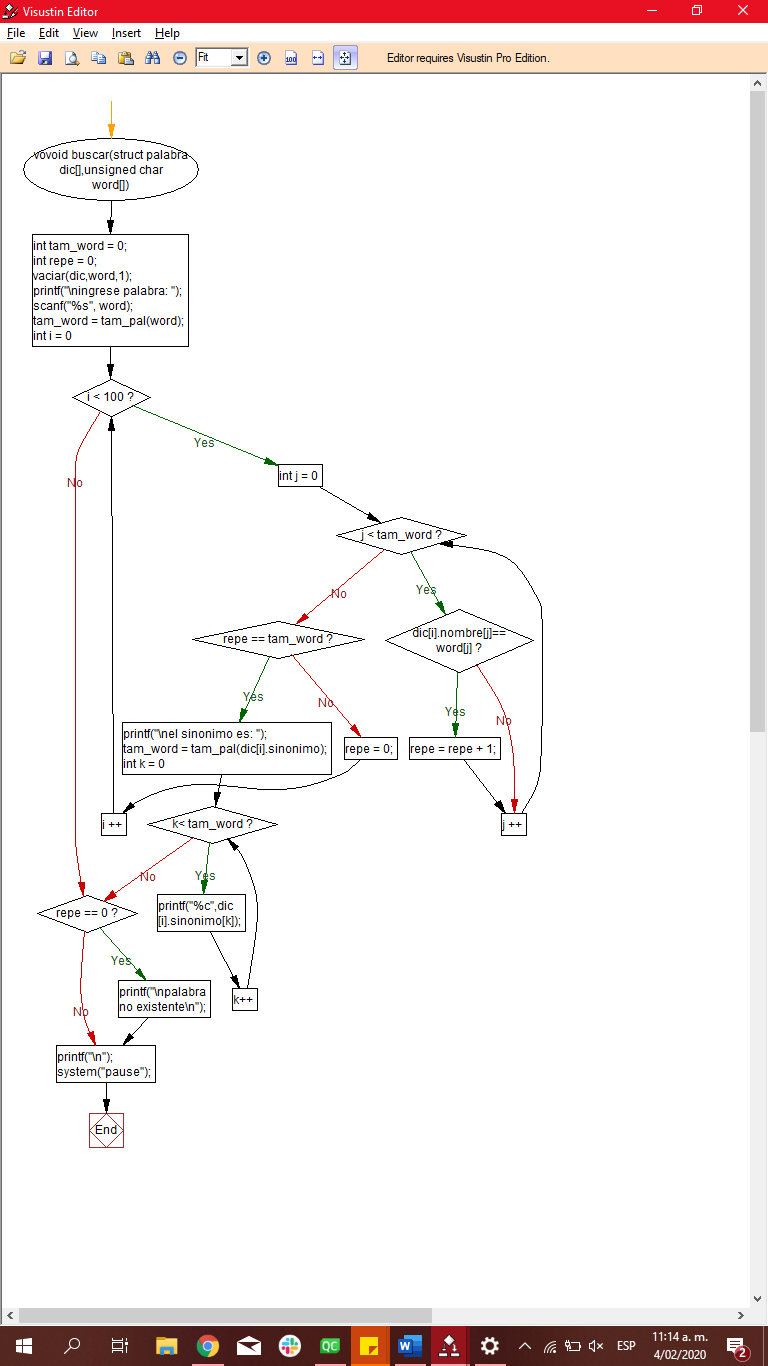 Visustin Editor
File Edit View Insert Help
Fit
100
Editor requires Visustin Pro Edition.
vovoid buscar(struct palabra
dic[],unsigned char
word[])
int tam_word = 0;
int repe = 0;
vaciar(dic,word,1);
printf("\ningrese palabra: ");
scanf("%s", word);
tam_word = tam_pal(word);
int i = 0
i < 100 ?
Yes
No
int j = 0
j < tam_word ?
No
Yes
repe == tam_word ?
dic[i].nombre[j]==
word[j] ?
Yes
No
Yes
No
printf("\nel sinonimo es: ");
tam_word = tam_pal(dic[i].sinonimo);
int k = 0
repe = 0;
repe = repe + 1;
i ++
k< tam_word ?
j ++
No
Yes
repe == 0 ?
printf("%c",dic
[i].sinonimo[k]);
Yes
No
printf("\npalabra
no existente\n");
k++
printf("\n");
system("pause");
End
QC
W
ESP
11:14 a. m.
4/02/2020
2